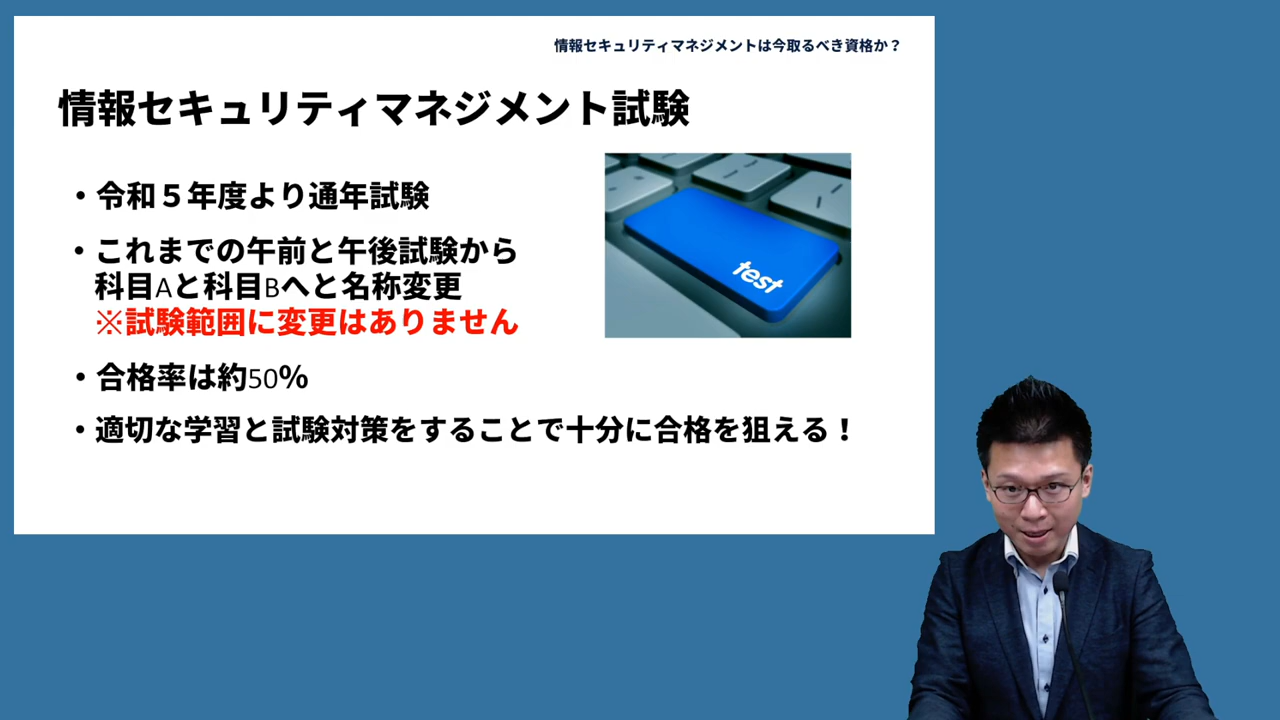 情報セキュリティマネジメントは今取るべき資格か？
情報セキュリティマネジメント試験
・令和５年度より通年試験
・これまでの午前と午後試験から
科目Aと科目Bへと名称変更
※試験範囲に変更はありません
・合格率は約50％
・適切な学習と試験対策をすることで十分に合格を狙える！
test